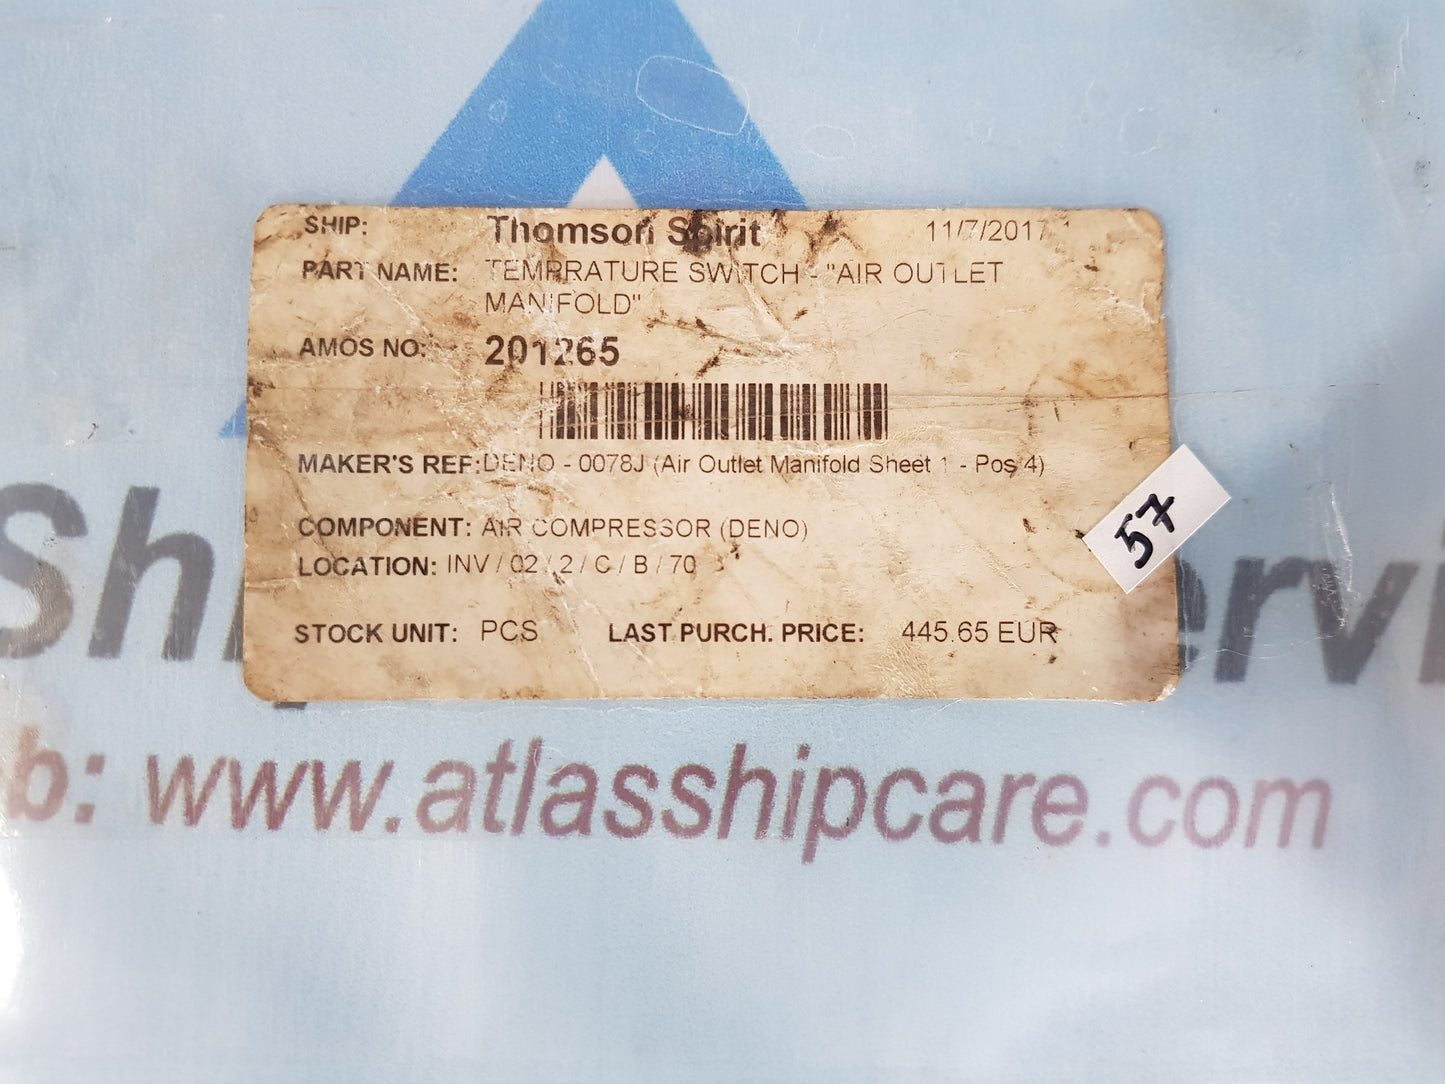 SHIP: Thomson Spirit 11/7/2017
PART NAME: TEMPRATURE SWITCH - "AIR OUTLET
MANIFOLD"
AMOS NO: 201265
MAKER'S REF: DENO - 0078J (Air Outlet Manifold Sheet 1 - Pos 4)
COMPONENT: AIR COMPRESSOR (DENO)
LOCATION: INV / 02 / 2 / C / B / 70
STOCK UNIT: PCS LAST PURCH. PRICE: 445.65 EUR
57
Sh ervi
b: www.atlasshipcare.com